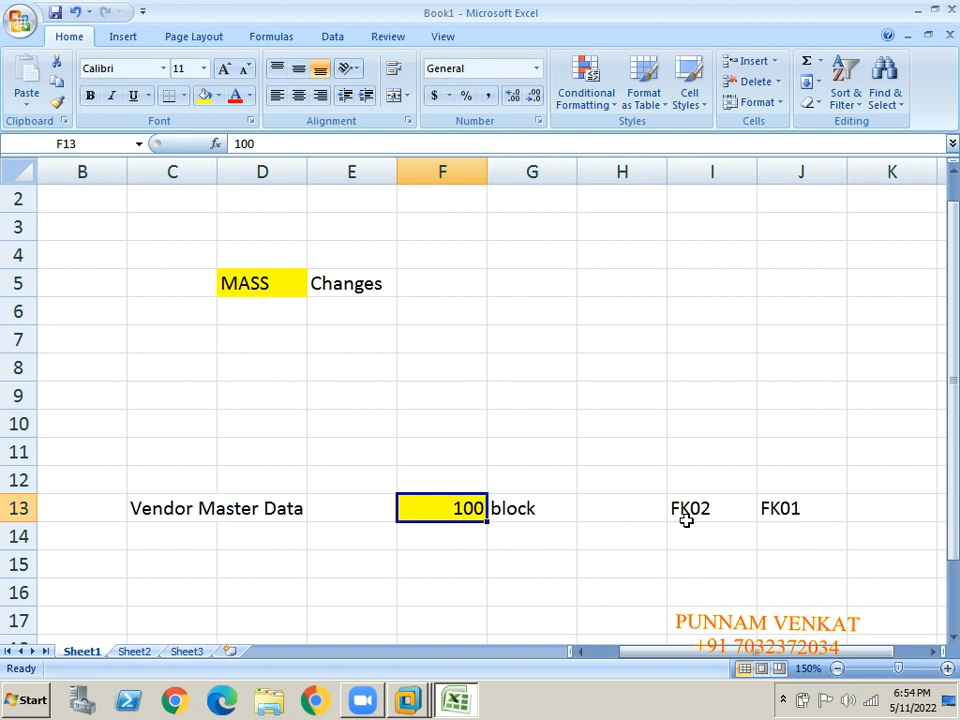 Book1 - Microsoft Excel
Home Insert Page Layout Formulas Data Review View
Paste
Calibri 11
B I U
General
$ % ,
Conditional Formatting
Format as Table
Cell Styles
Insert
Delete
Format
Sort & Filter
Find & Select
Clipboard Font Alignment Number Styles Cells Editing
F13 fx 100
B C D E F G H I J K
2
3
4
5 MASS Changes
6
7
8
9
10
11
12
13 Vendor Master Data 100 block FK02 FK01
14
15
16
17
PUNNAM VENKAT
+91 7032372034
Sheet1 Sheet2 Sheet3
Ready 150%
Start
6:54 PM
5/11/2022